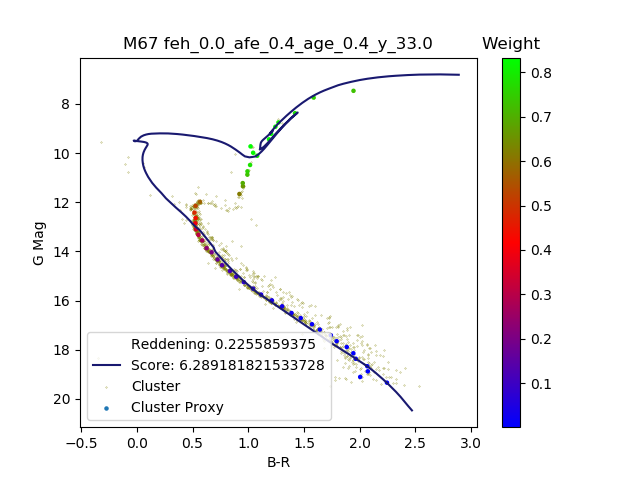 M67 feh_0.0_afe_0.4_age_0.4_y_33.0
Weight
8
10
12
14
16
18
20
G Mag
−0.5 0.0 0.5 1.0 1.5 2.0 2.5 3.0
B-R
Reddening: 0.2255859375
Score: 6.289181821533728
Cluster
Cluster Proxy
0.8
0.7
0.6
0.5
0.4
0.3
0.2
0.1